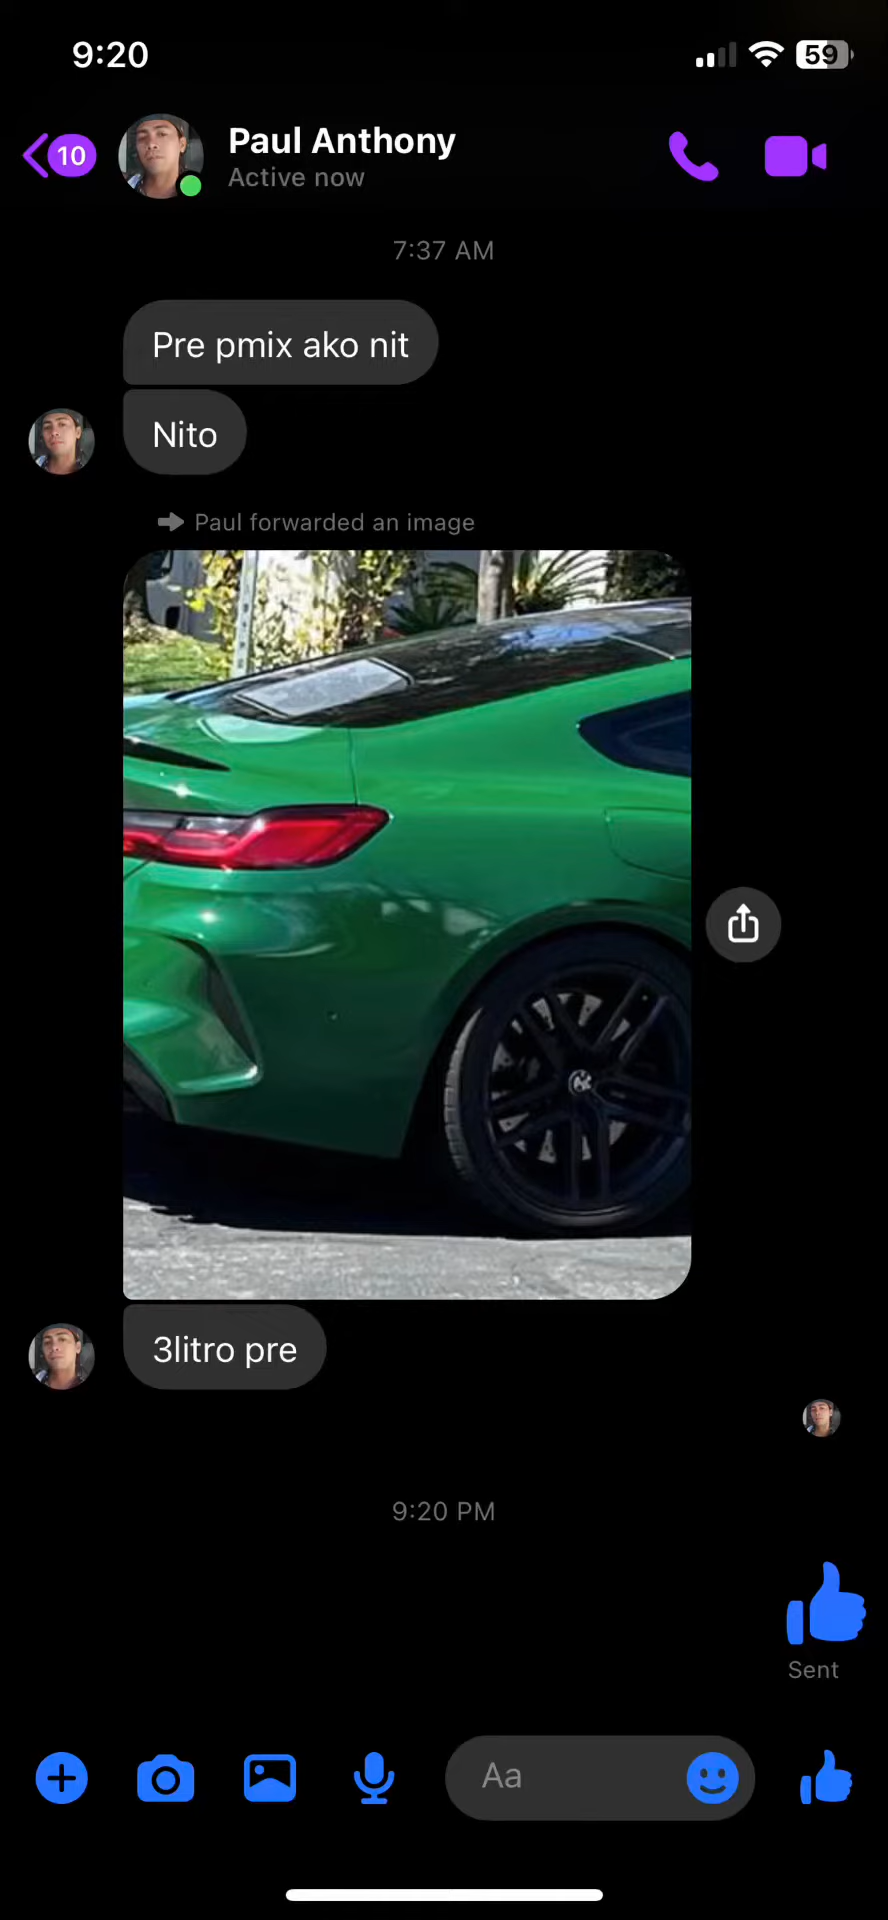 9:20
59
10
Paul Anthony
Active now
7:37 AM
Pre pmix ako nit
Nito
Paul forwarded an image
3litro pre
9:20 PM
Sent
Aa